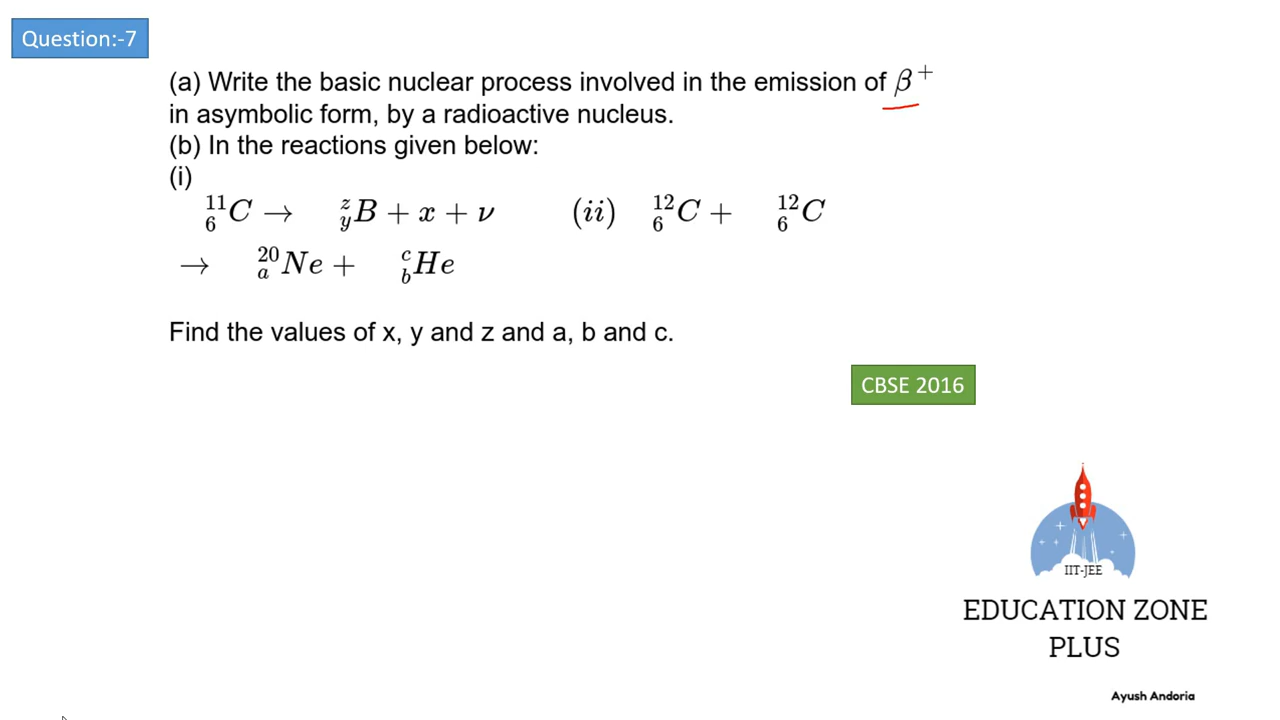 Question:-7
(a) Write the basic nuclear process involved in the emission of β⁺
in asymbolic form, by a radioactive nucleus.
(b) In the reactions given below:
(i)
¹¹₆C → ᶻᵧB + x + ν (ii) ¹²₆C + ¹²₆C
→ ²⁰ₐNe + ᶜ_bHe
Find the values of x, y and z and a, b and c.
CBSE 2016
IIT-JEE
EDUCATION ZONE
PLUS
Ayush Andoria